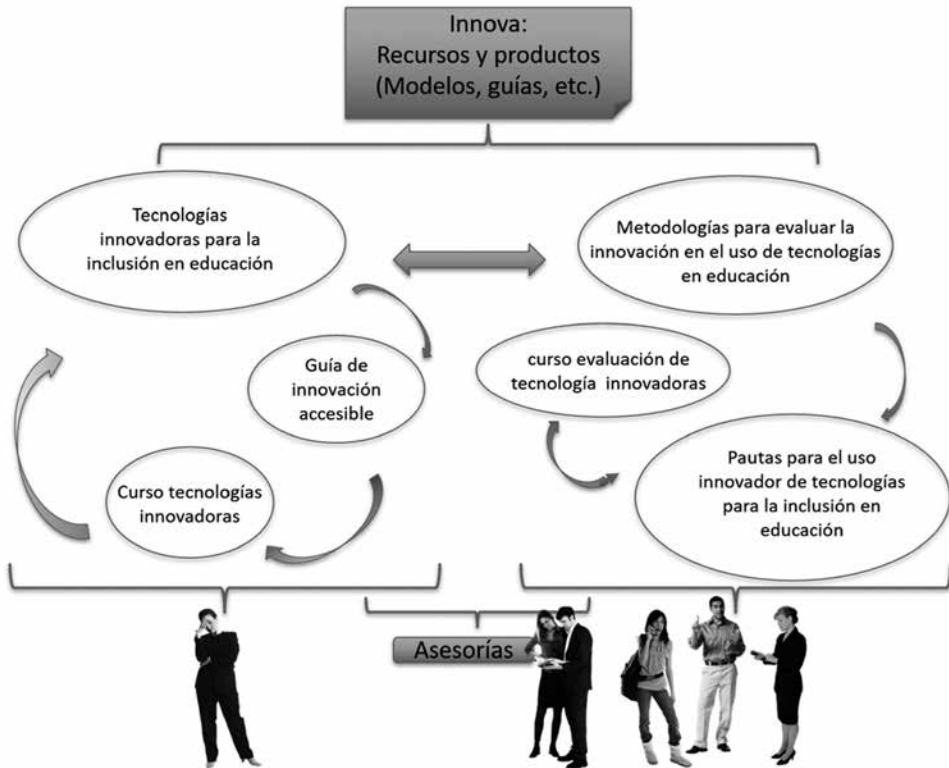 Innova:
Recursos y productos
(Modelos, guías, etc.)
Tecnologías
innovadoras para la
inclusión en educación
Metodologías para evaluar la
innovación en el uso de tecnologías
en educación
Guía de
innovación
accesible
curso evaluación de
tecnología innovadoras
Curso tecnologías
innovadoras
Pautas para el uso
innovador de tecnologías
para la inclusión en
educación
Asesorías